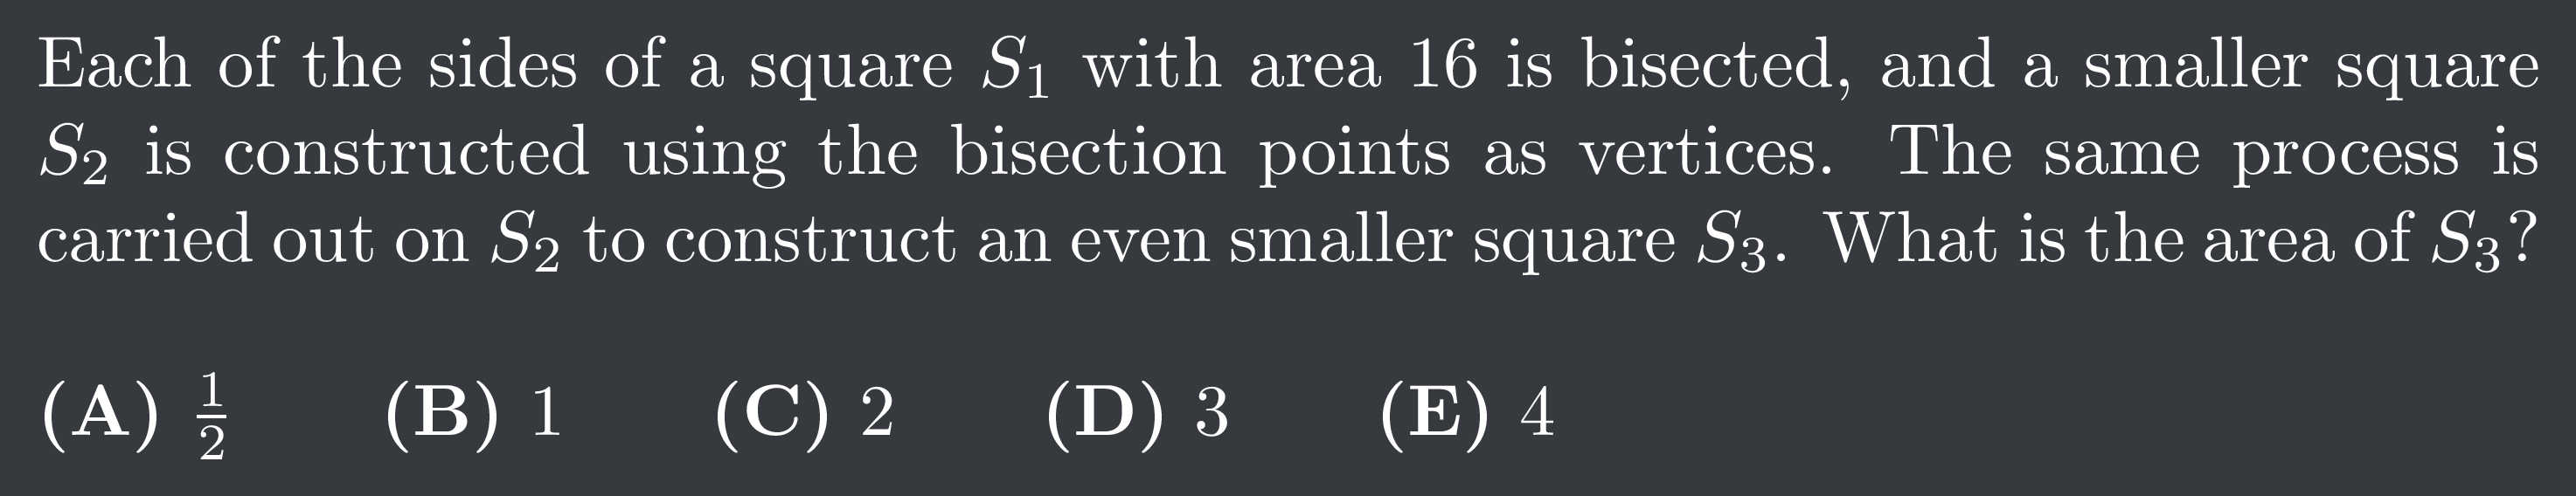 Each of the sides of a square $S_1$ with area 16 is bisected, and a smaller square
$S_2$ is constructed using the bisection points as vertices. The same process is
carried out on $S_2$ to construct an even smaller square $S_3$. What is the area of $S_3$?
(A) $\frac{1}{2}$ (B) 1 (C) 2 (D) 3 (E) 4